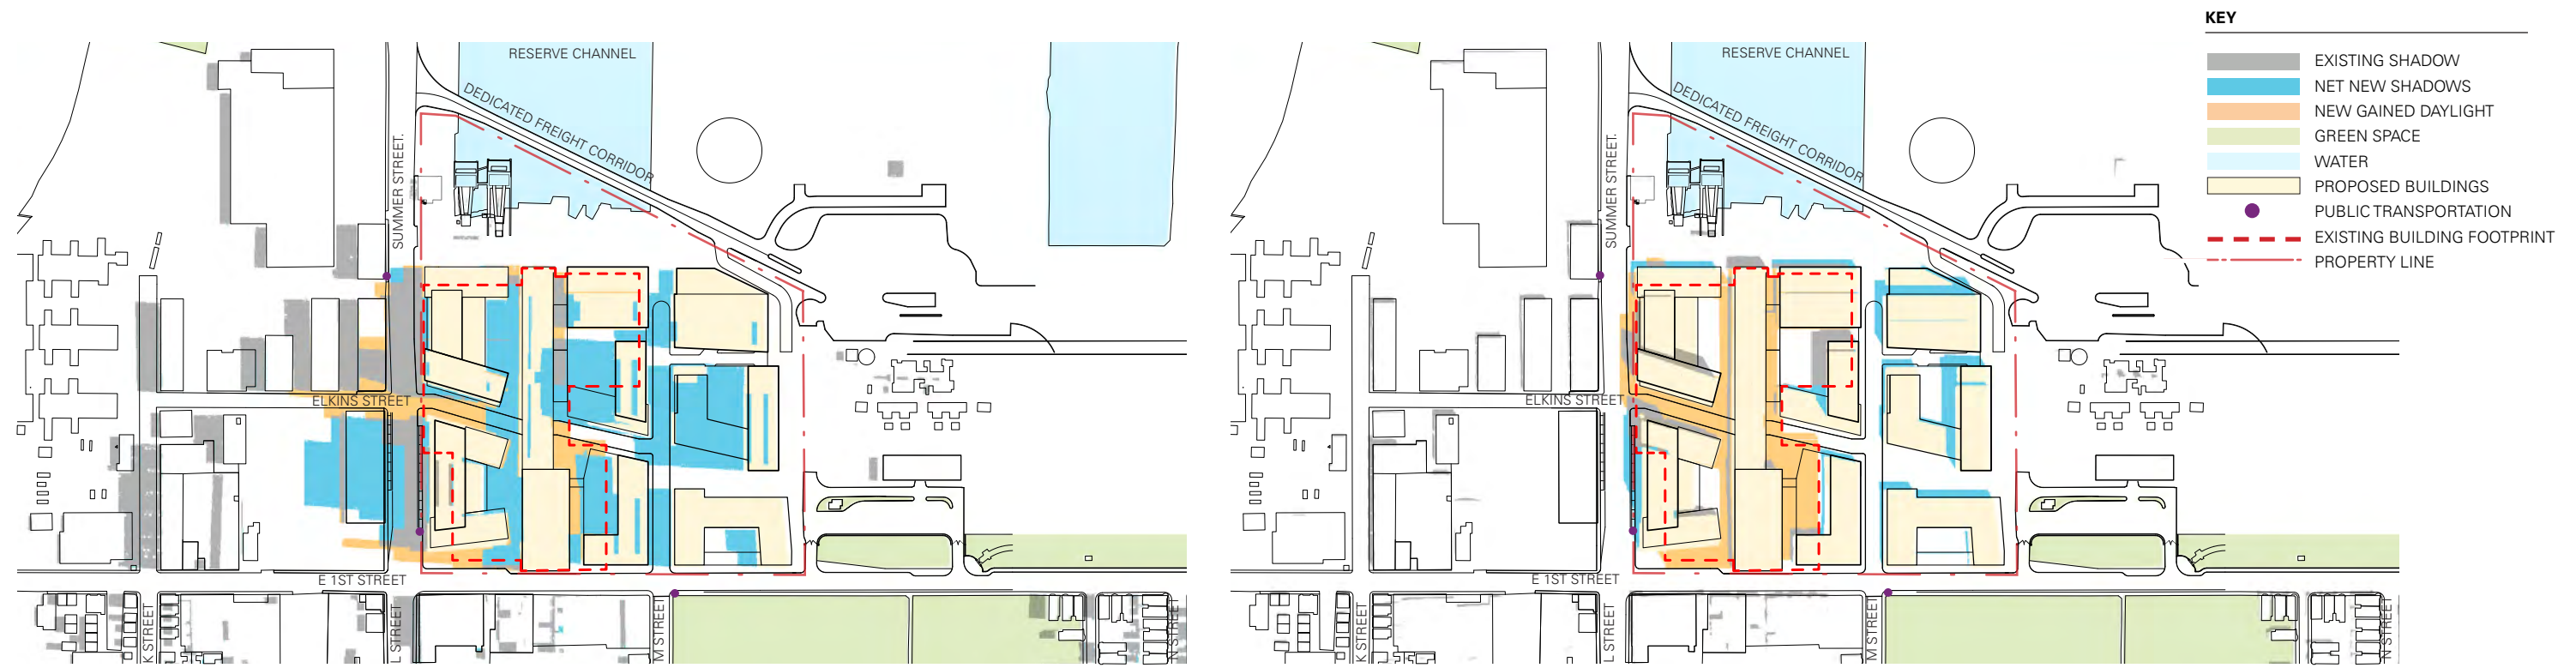 RESERVE CHANNEL
DEDICATED FREIGHT CORRIDOR
SUMMER STREET.
ELKINS STREET
E 1ST STREET
K STREET
L STREET
M STREET
N STREET
RESERVE CHANNEL
DEDICATED FREIGHT CORRIDOR
SUMMER STREET.
ELKINS STREET
E 1ST STREET
K STREET
L STREET
M STREET
N STREET
KEY
EXISTING SHADOW
NET NEW SHADOWS
NEW GAINED DAYLIGHT
GREEN SPACE
WATER
PROPOSED BUILDINGS
PUBLIC TRANSPORTATION
EXISTING BUILDING FOOTPRINT
PROPERTY LINE